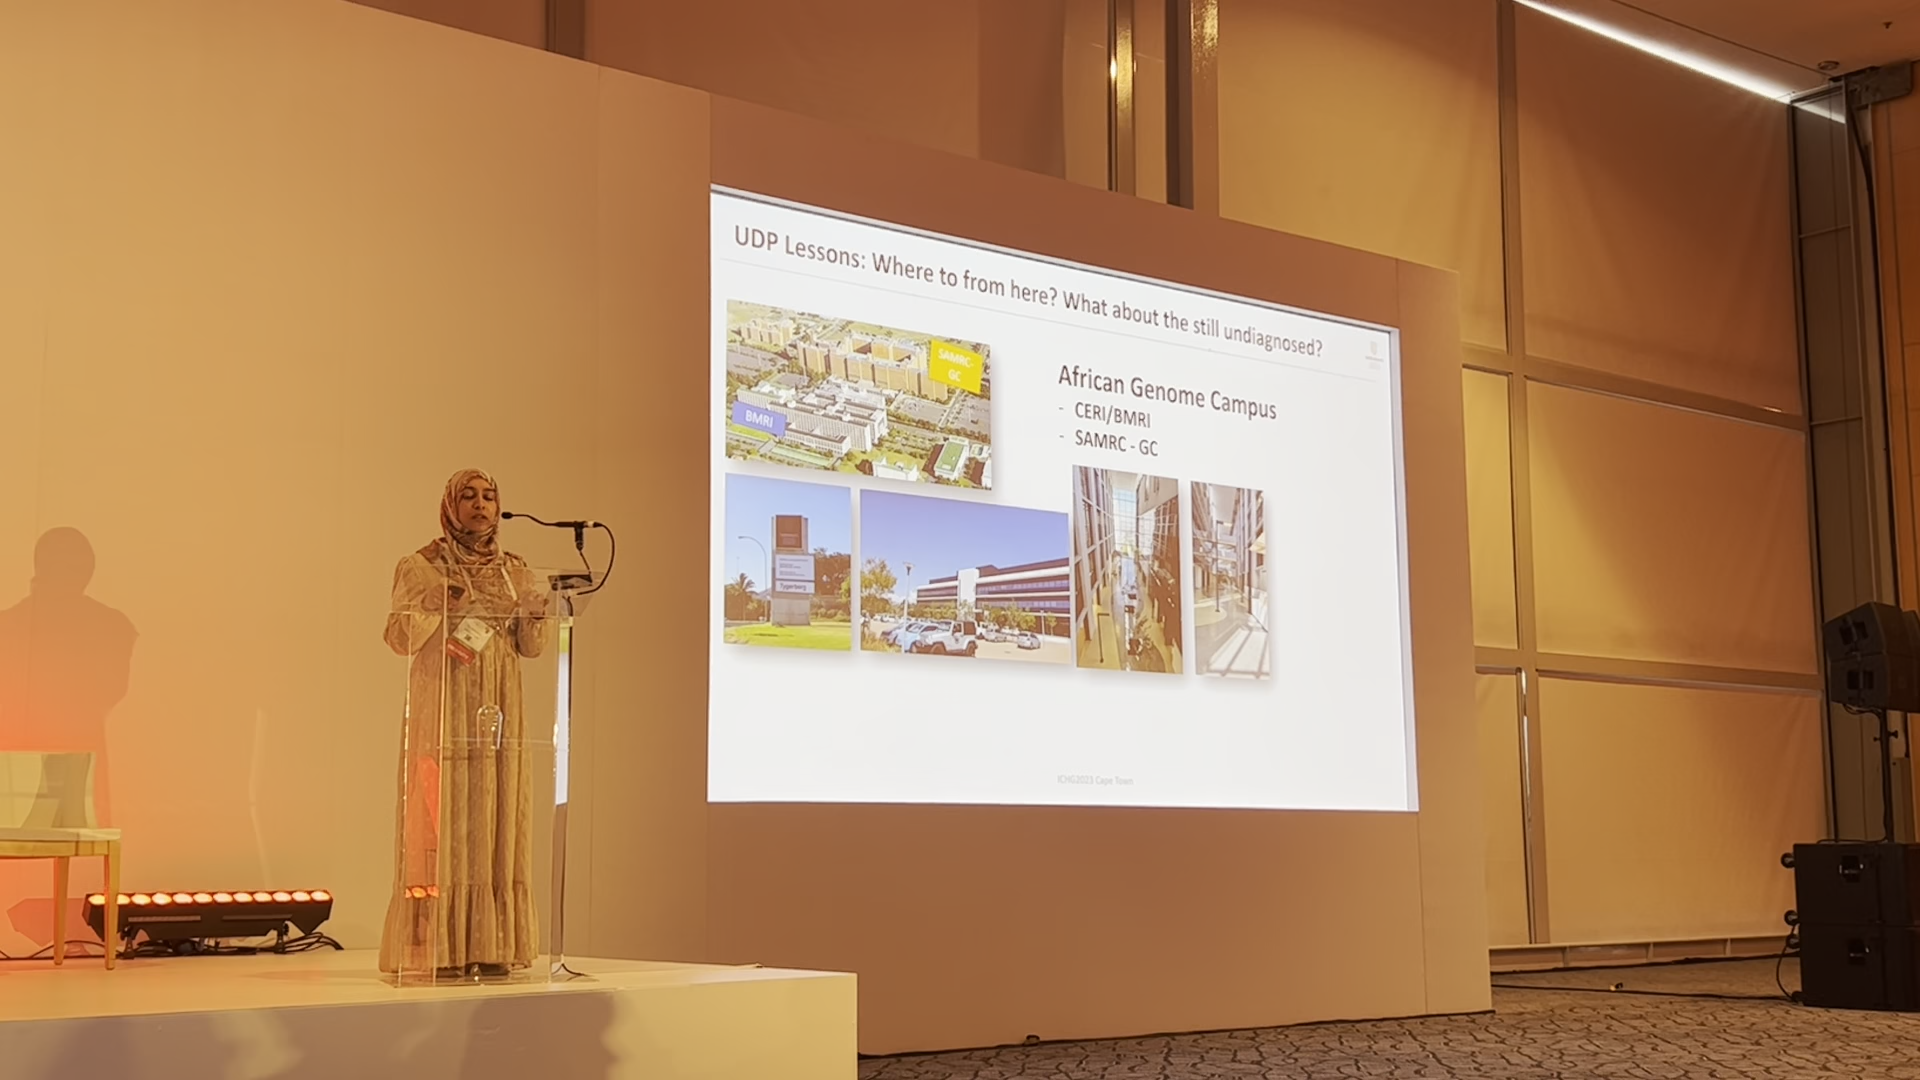 UDP Lessons: Where to from here? What about the still undiagnosed?
SAMRC-
GC
BMRI
African Genome Campus
- CERI/BMRI
- SAMRC - GC
Tygerberg
ICHG2023 Cape Town